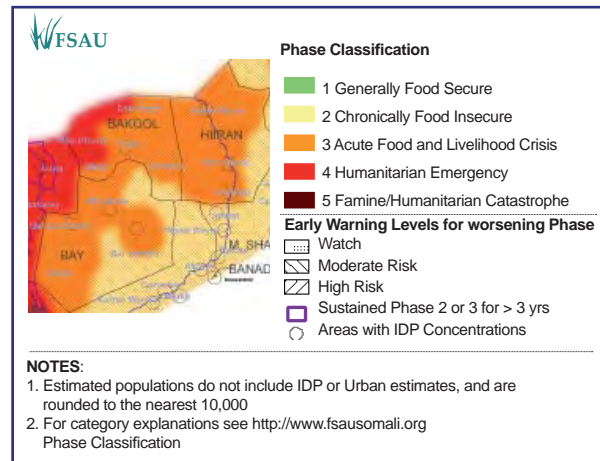 FSAU
Phase Classification
1 Generally Food Secure
2 Chronically Food Insecure
3 Acute Food and Livelihood Crisis
4 Humanitarian Emergency
5 Famine/Humanitarian Catastrophe
Early Warning Levels for worsening Phase
Watch
Moderate Risk
High Risk
Sustained Phase 2 or 3 for > 3 yrs
Areas with IDP Concentrations
BAKOOL
HIIRAN
BAY
M. SHA
BANAD
NOTES:
1. Estimated populations do not include IDP or Urban estimates, and are
rounded to the nearest 10,000
2. For category explanations see http://www.fsausomali.org
Phase Classification